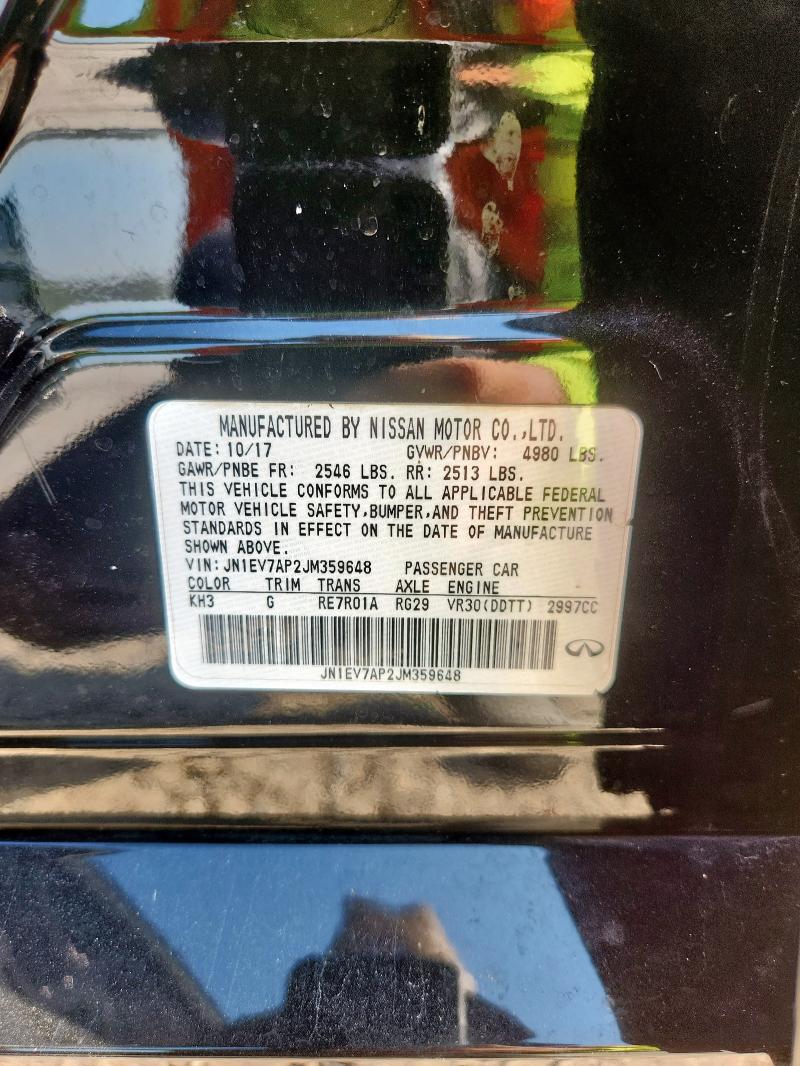 MANUFACTURED BY NISSAN MOTOR CO.,LTD.
DATE: 10/17 GVWR/PNBV: 4980 LBS.
GAWR/PNBE FR: 2546 LBS. RR: 2513 LBS.
THIS VEHICLE CONFORMS TO ALL APPLICABLE FEDERAL
MOTOR VEHICLE SAFETY,BUMPER,AND THEFT PREVENTION
STANDARDS IN EFFECT ON THE DATE OF MANUFACTURE
SHOWN ABOVE.
VIN: JN1EV7AP2JM359648 PASSENGER CAR
COLOR TRIM TRANS AXLE ENGINE
KH3 G RE7R01A RG29 VR30(DDTT) 2997CC
JN1EV7AP2JM359648